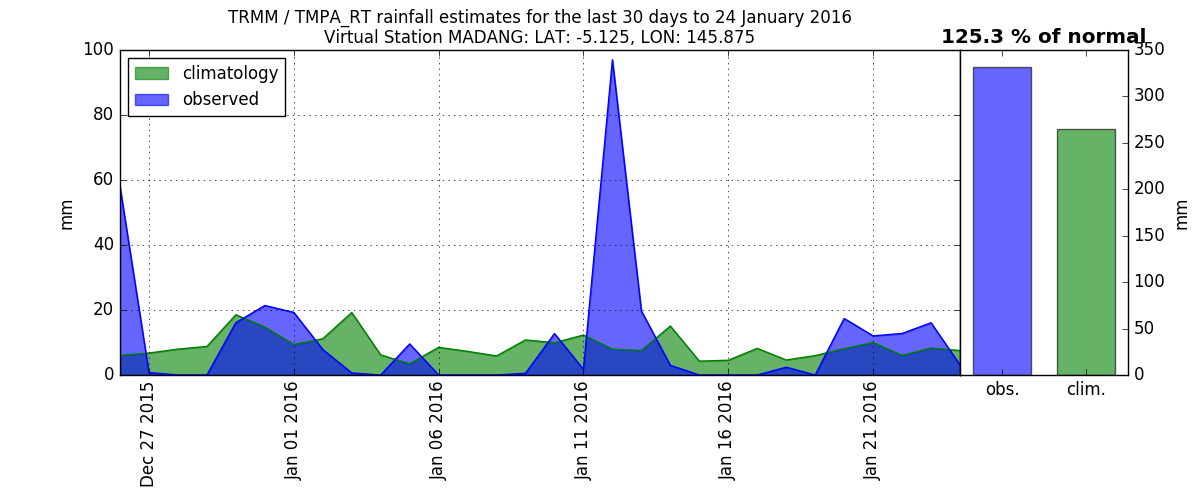 TRMM / TMPA_RT rainfall estimates for the last 30 days to 24 January 2016
Virtual Station MADANG: LAT: -5.125, LON: 145.875
125.3 % of normal
climatology
observed
mm
100
80
60
40
20
0
Dec 27 2015
Jan 01 2016
Jan 06 2016
Jan 11 2016
Jan 16 2016
Jan 21 2016
350
300
250
200
150
100
50
0
mm
obs.
clim.